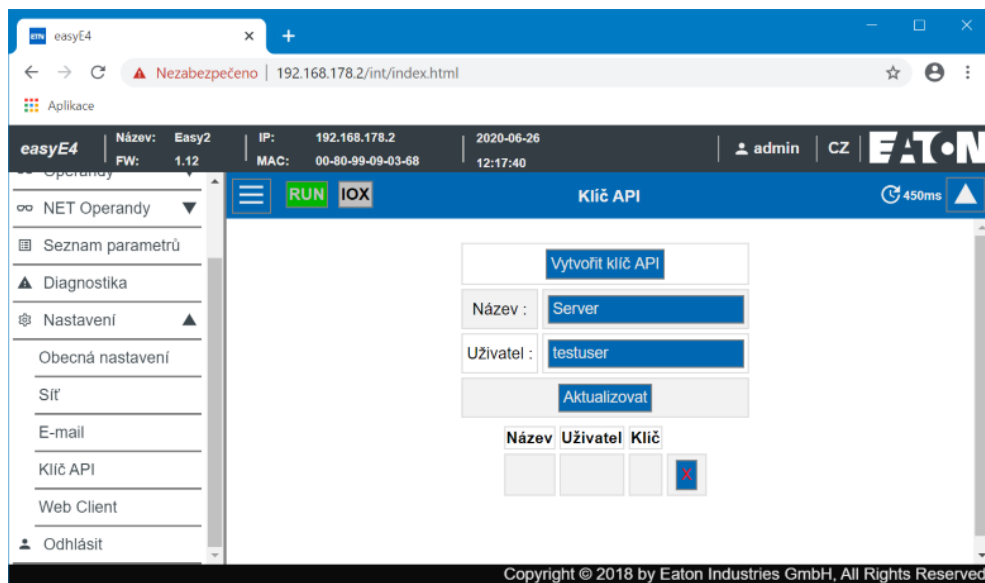 ETN easyE4
Nezabezpečeno | 192.168.178.2/int/index.html
Aplikace
easyE4 Název: Easy2 IP: 192.168.178.2 2020-06-26 admin CZ EATON
FW: 1.12 MAC: 00-80-99-09-03-68 12:17:40
Operandy
RUN IOX Klíč API 450ms
NET Operandy
Seznam parametrů
Diagnostika
Nastavení
Obecná nastavení
Síť
E-mail
Klíč API
Web Client
Odhlásit
Vytvořit klíč API
Název : Server
Uživatel : testuser
Aktualizovat
Název Uživatel Klíč
X
Copyright © 2018 by Eaton Industries GmbH, All Rights Reserved